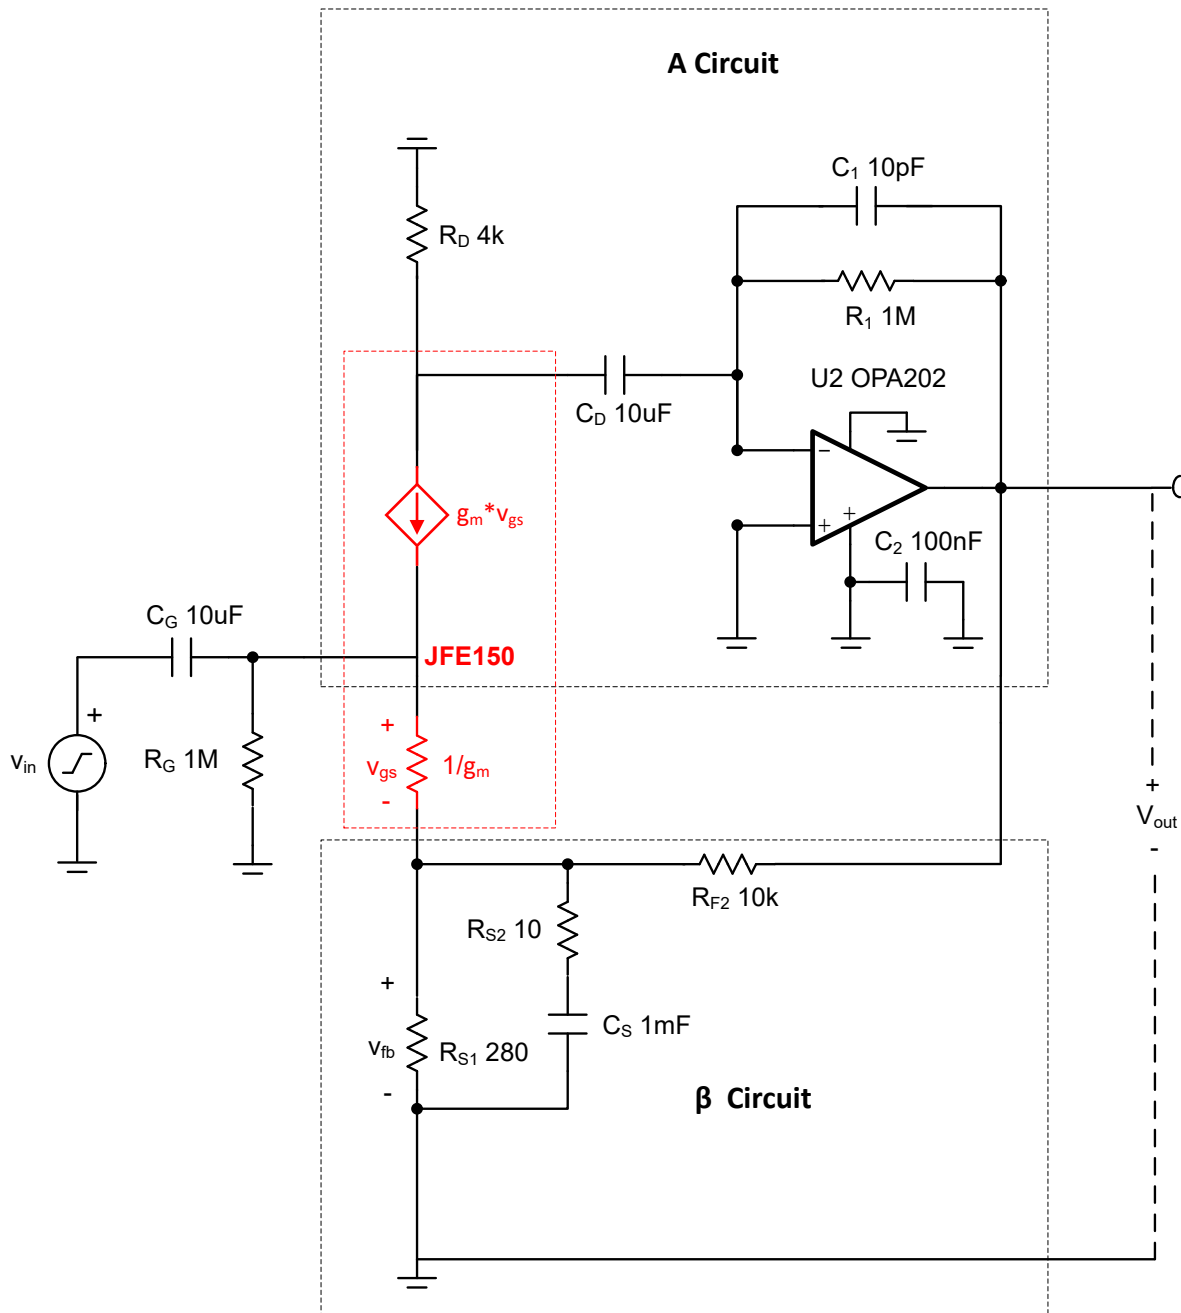 A Circuit
C1 10pF
RD 4k
R1 1M
U2 OPA202
CD 10uF
−
+
+
gm*vgs
C2 100nF
CG 10uF
JFE150
+
+
vin
RG 1M
vgs
1/gm
-
+
Vout
-
RF2 10k
RS2 10
+
CS 1mF
vfb
RS1 280
-
β Circuit